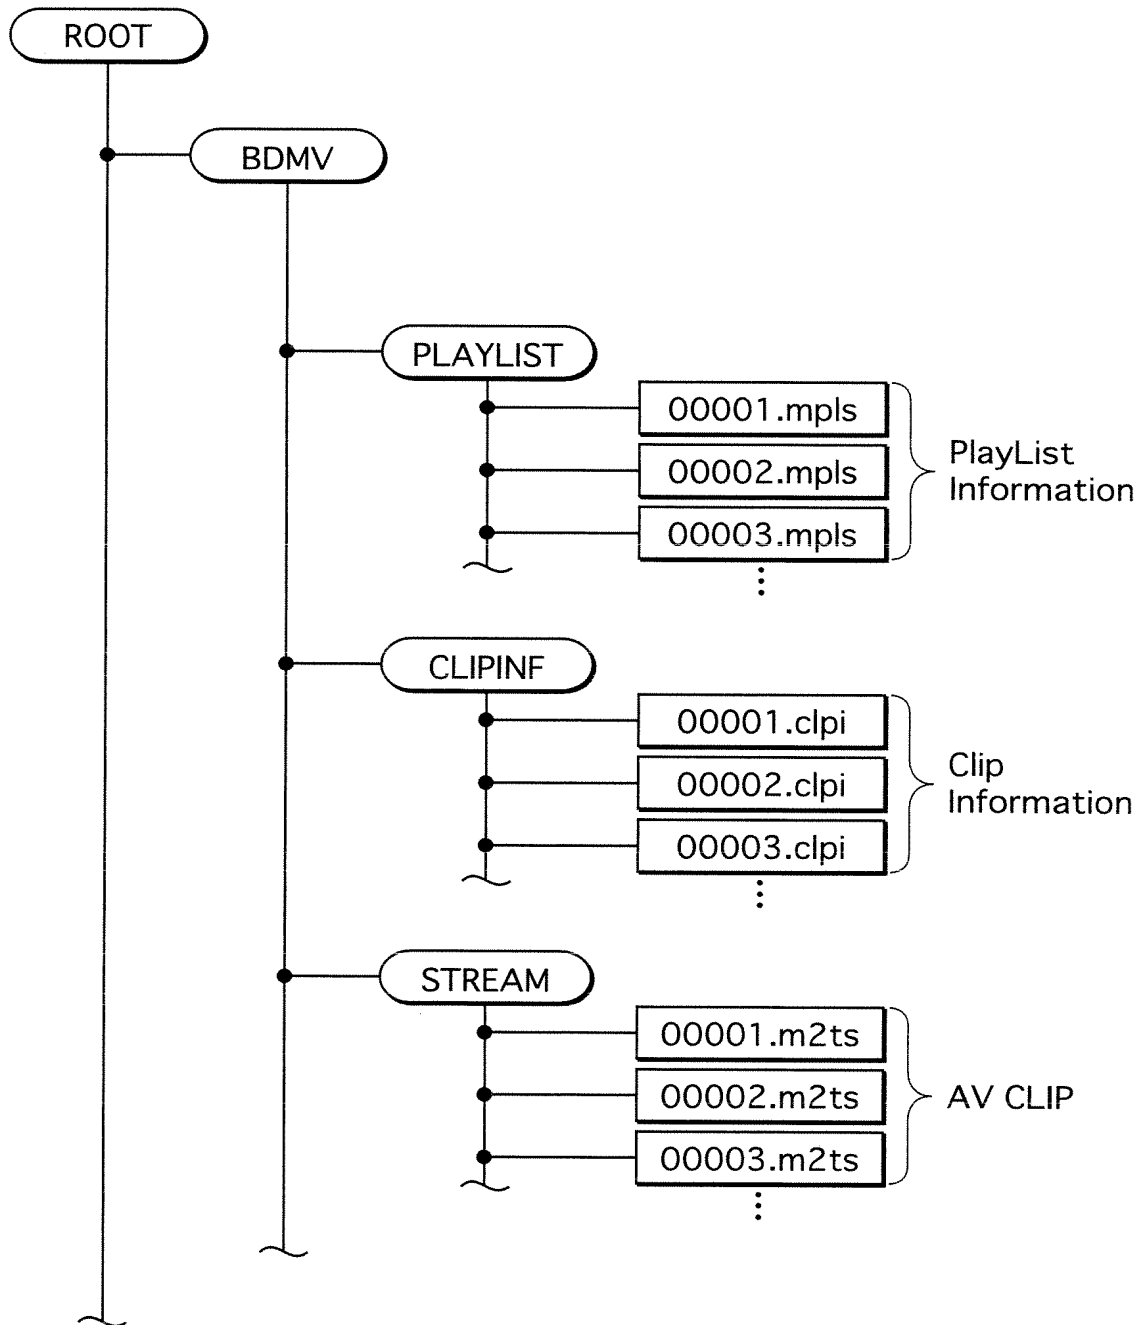 ROOT
BDMV
PLAYLIST
00001.mpls
00002.mpls
00003.mpls
PlayList
Information
CLIPINF
00001.clpi
00002.clpi
00003.clpi
Clip
Information
STREAM
00001.m2ts
00002.m2ts
00003.m2ts
AV CLIP